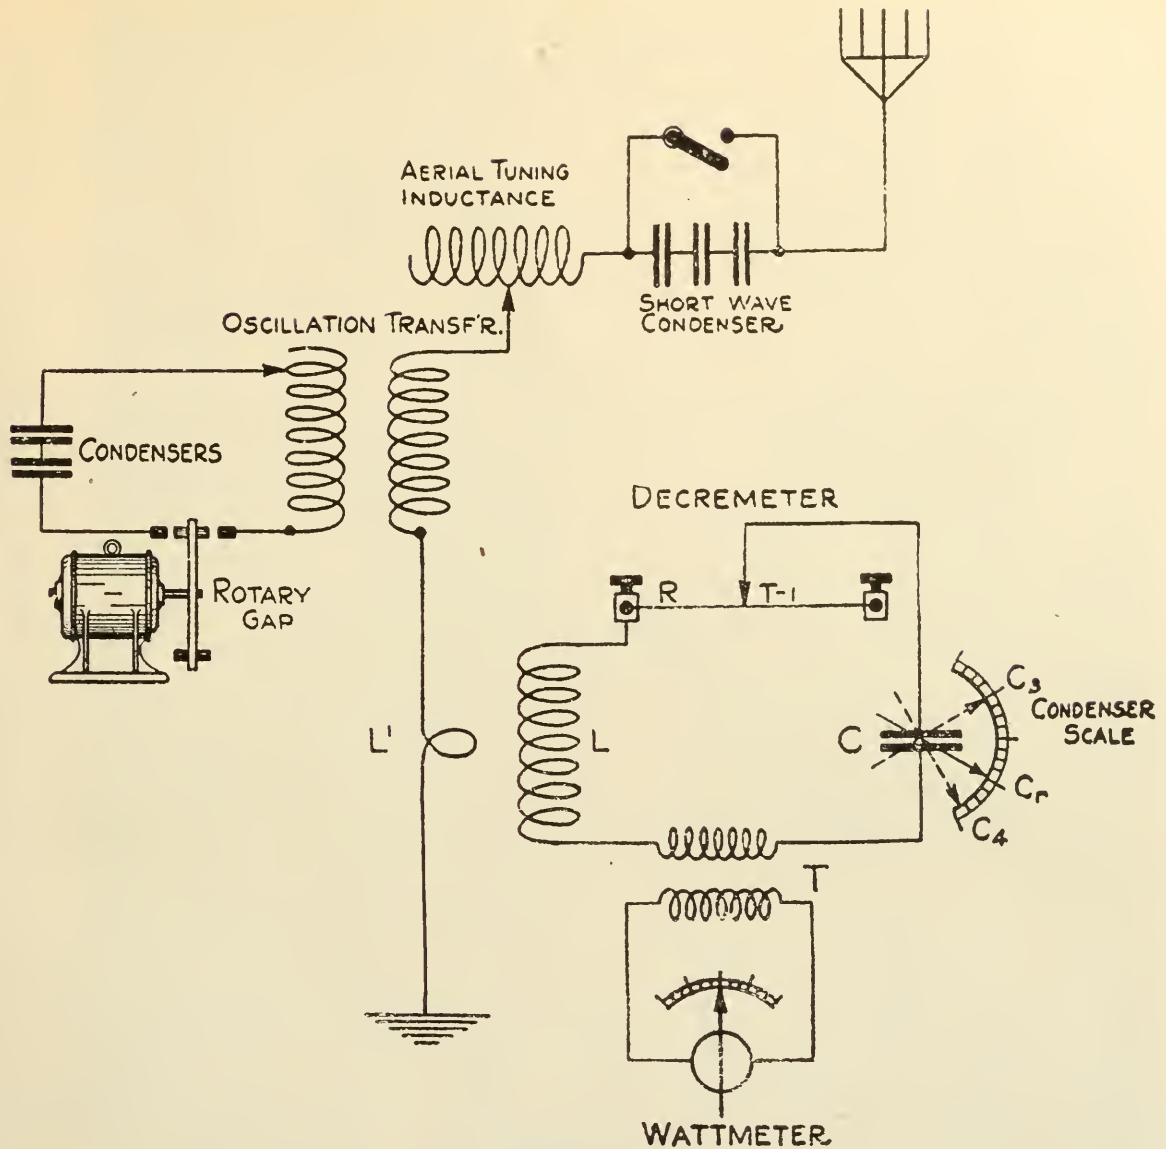 AERIAL TUNING
INDUCTANCE
SHORT WAVE
CONDENSER
OSCILLATION TRANSF'R.
CONDENSERS
ROTARY
GAP
DECREMETER
R
T-1
L'
L
C
C3
CONDENSER
SCALE
Cr
C4
T
WATTMETER